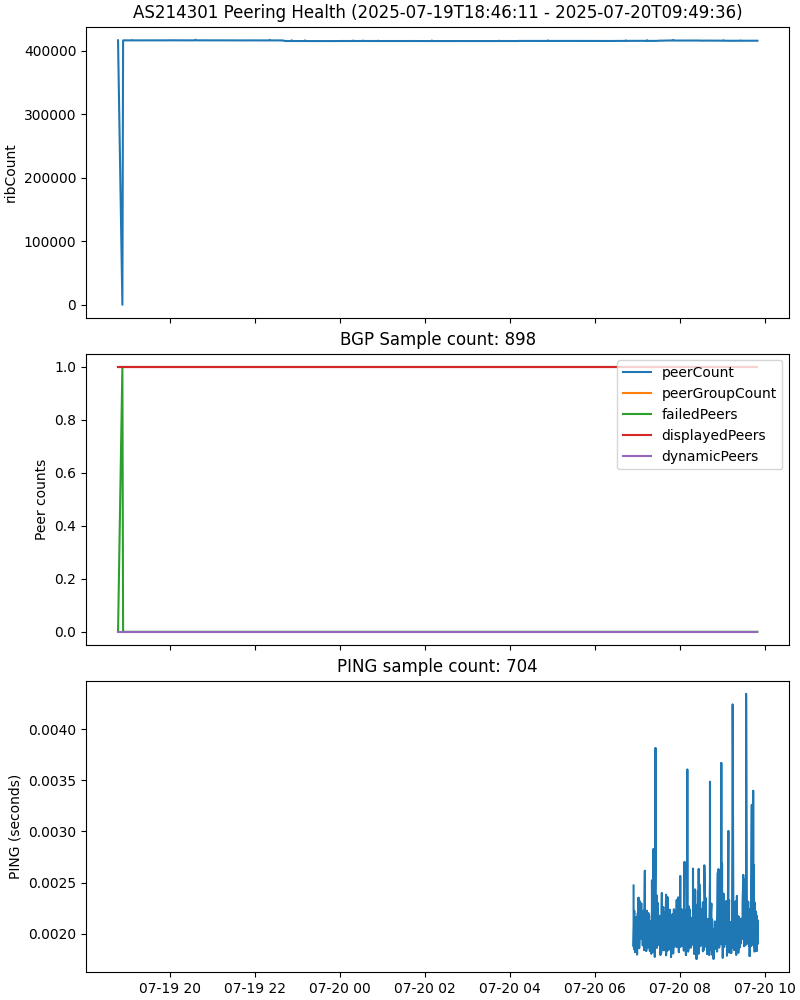 AS214301 Peering Health (2025-07-19T18:46:11 - 2025-07-20T09:49:36)
400000
300000
200000
100000
0
ribCount
BGP Sample count: 898
1.0
0.8
0.6
0.4
0.2
0.0
Peer counts
peerCount
peerGroupCount
failedPeers
displayedPeers
dynamicPeers
PING sample count: 704
0.0040
0.0035
0.0030
0.0025
0.0020
PING (seconds)
07-19 20 07-19 22 07-20 00 07-20 02 07-20 04 07-20 06 07-20 08 07-20 10